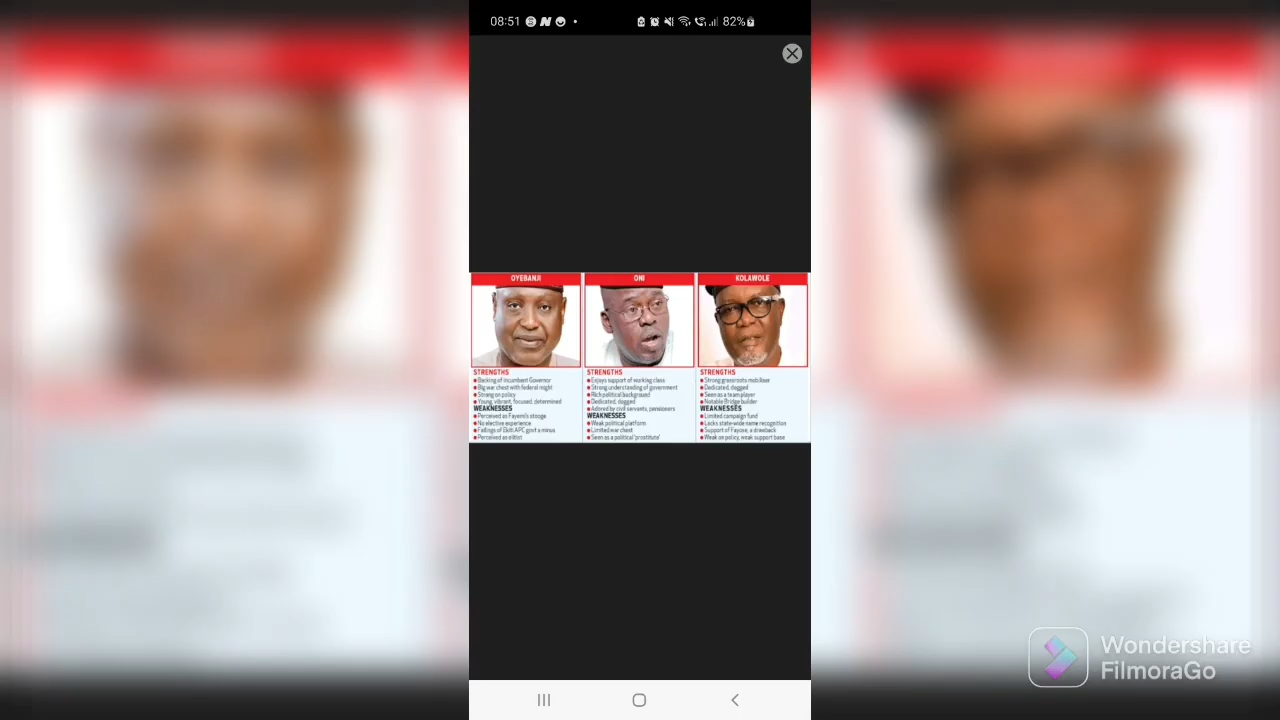 08:51
82%
OYEBANJI
STRENGTHS
Backing of incumbent Governor
Big war chest with federal might
Strong on policy
Young, vibrant, focused, determined
WEAKNESSES
Perceived as Fayemi's stooge
No elective experience
Failings of Ekiti APC govt a minus
Perceived as elitist
ONI
STRENGTHS
Enjoys support of working class
Strong understanding of government
Rich political background
Dedicated, dogged
Adored by civil servants, pensioners
WEAKNESSES
Weak political platform
Limited war chest
Seen as a political 'prostitute'
KOLAWOLE
STRENGTHS
Strong grassroots mobiliser
Dedicated, dogged
Seen as a team player
Notable Bridge builder
WEAKNESSES
Limited campaign fund
Lacks state-wide name recognition
Support of Fayose, a drawback
Weak on policy, weak support base
Wondershare
FilmoraGo